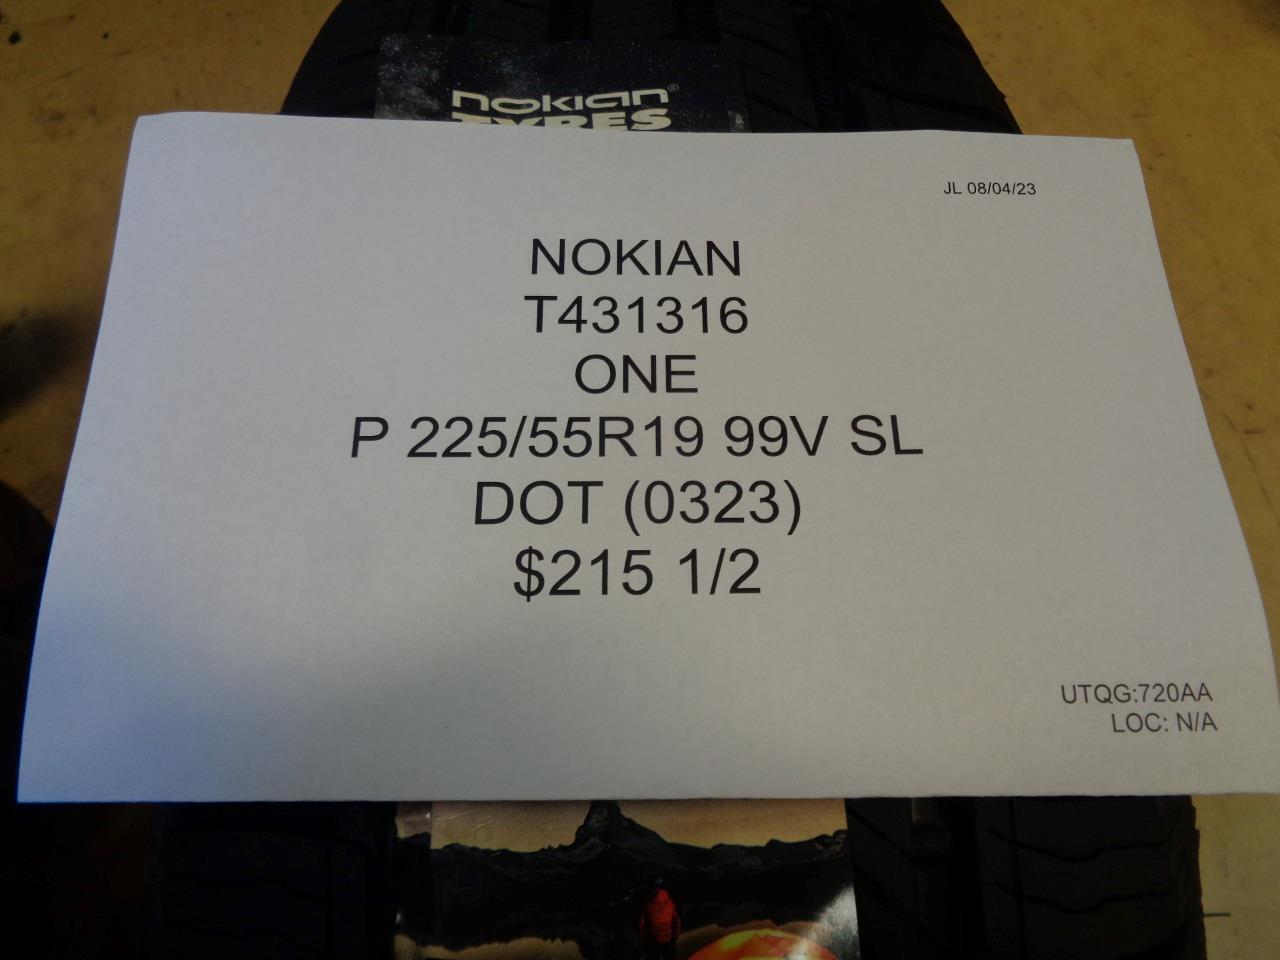 nokian®
TYRES
JL 08/04/23
NOKIAN
T431316
ONE
P 225/55R19 99V SL
DOT (0323)
$215 1/2
UTQG:720AA
LOC: N/A